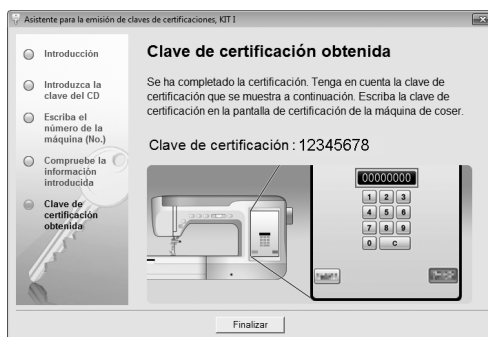 Asistente para la emisión de claves de certificaciones, KIT I
Introducción
Introduzca la
clave del CD
Escriba el
número de la
máquina (No.)
Compruebe la
información
introducida
Clave de
certificación
obtenida
Clave de certificación obtenida
Se ha completado la certificación. Tenga en cuenta la clave de
certificación que se muestra a continuación. Escriba la clave de
certificación en la pantalla de certificación de la máquina de coser.
Clave de certificación : 12345678
00000000
1 2 3
4 5 6
7 8 9
0 C
Finalizar